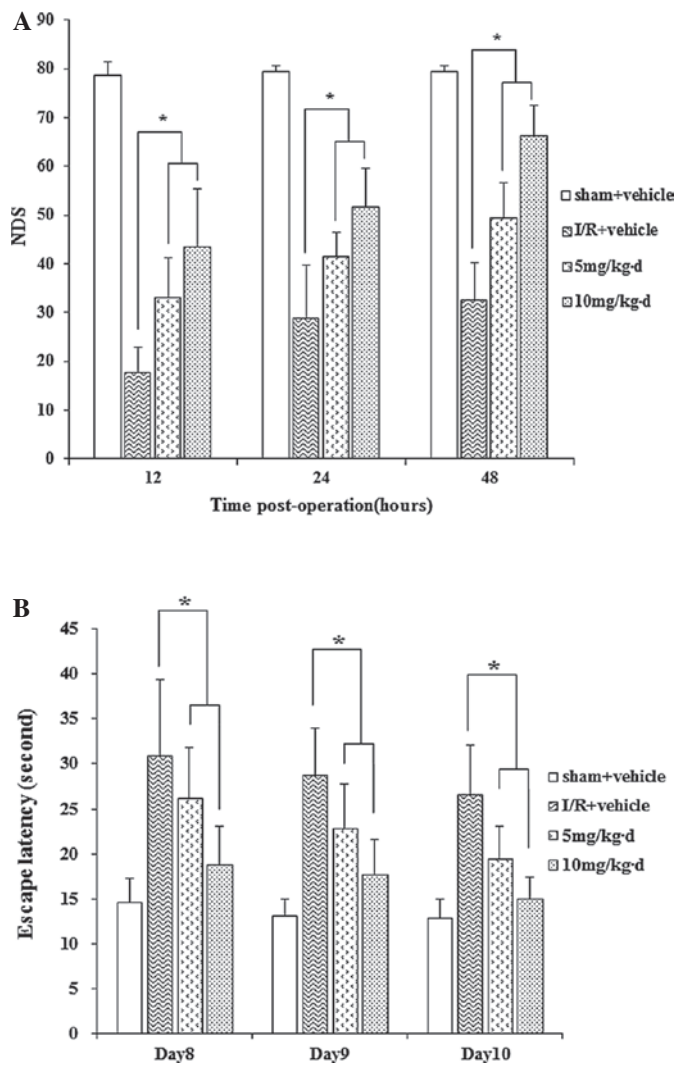 A
90
80
70
60
50
40
30
20
10
0
NDS
*
*
*
12
24
48
Time post-operation(hours)
sham+vehicle
I/R+vehicle
5mg/kg·d
10mg/kg·d
B
45
40
35
30
25
20
15
10
5
0
Escape latency (second)
*
*
*
Day8
Day9
Day10
sham+vehicle
I/R+vehicle
5mg/kg·d
10mg/kg·d